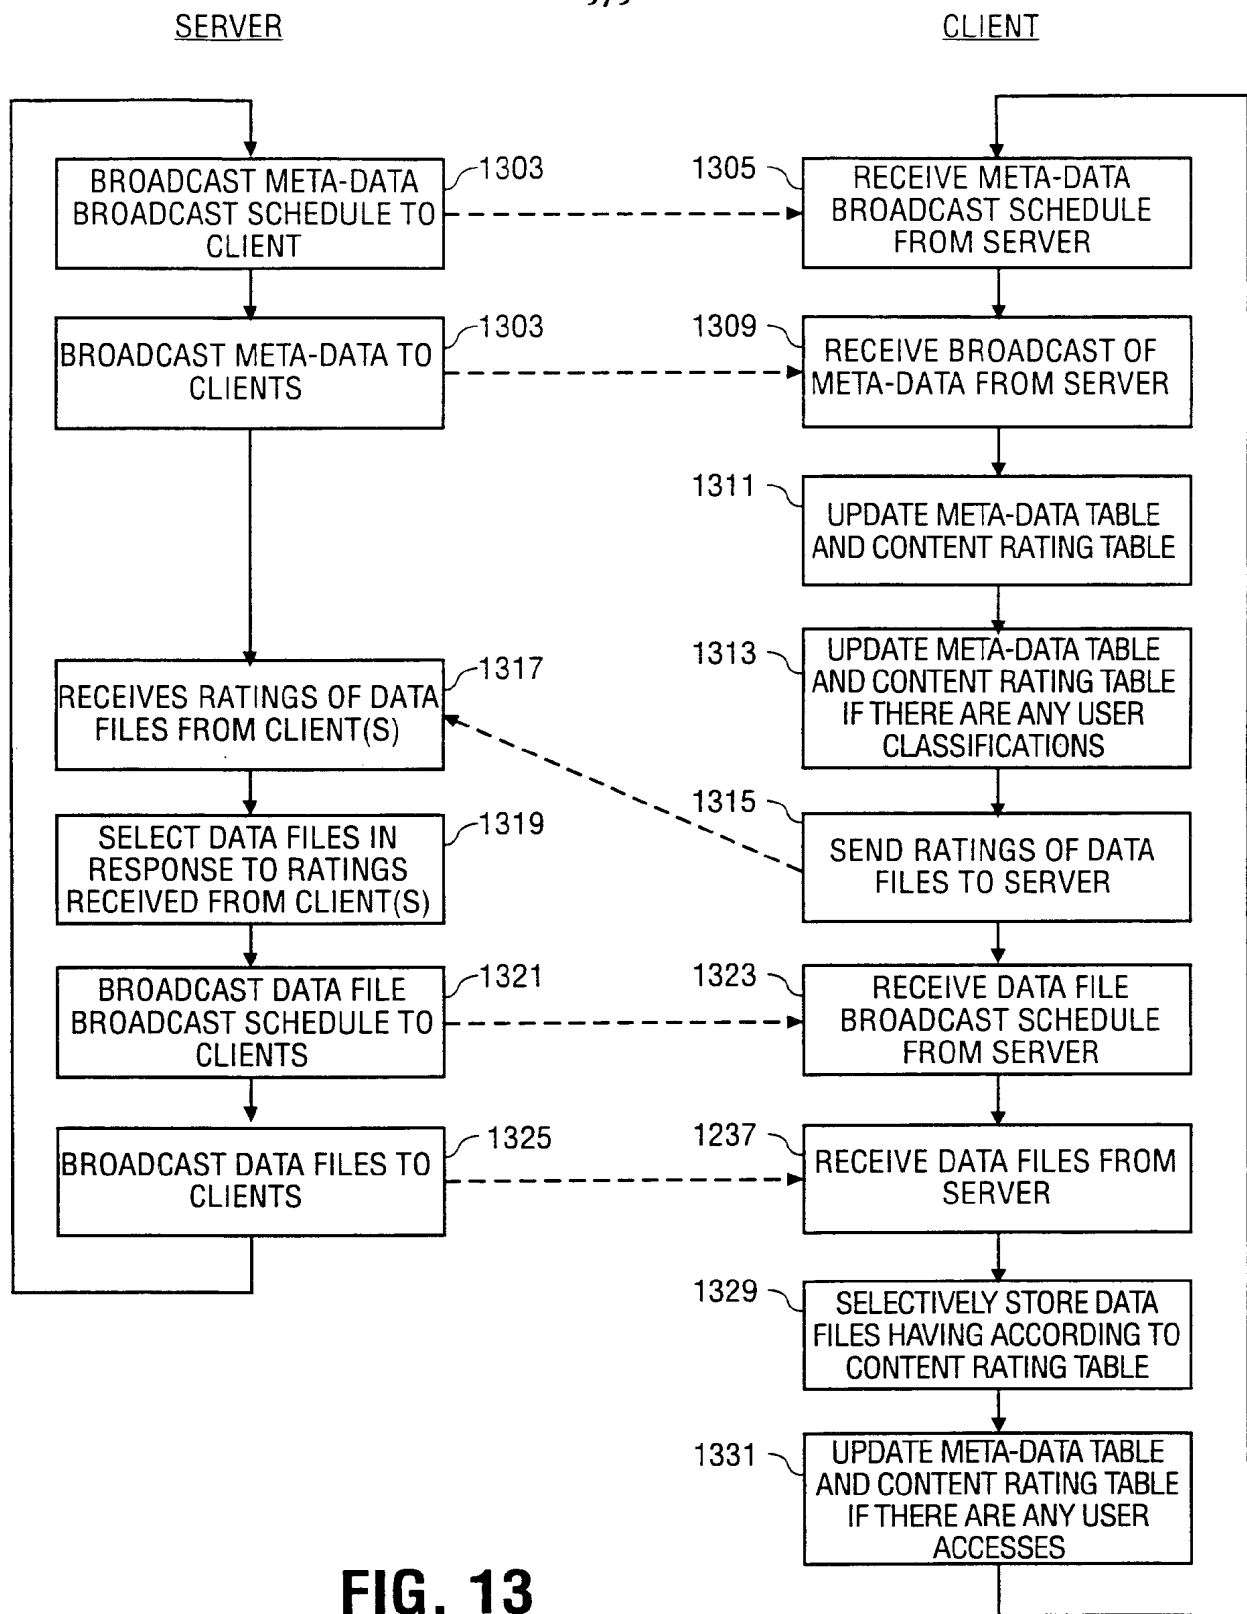 SERVER
CLIENT
BROADCAST META-DATA
BROADCAST SCHEDULE TO
CLIENT
1303
1305
RECEIVE META-DATA
BROADCAST SCHEDULE
FROM SERVER
BROADCAST META-DATA TO
CLIENTS
1303
1309
RECEIVE BROADCAST OF
META-DATA FROM SERVER
1311
UPDATE META-DATA TABLE
AND CONTENT RATING TABLE
1313
UPDATE META-DATA TABLE
AND CONTENT RATING TABLE
IF THERE ARE ANY USER
CLASSIFICATIONS
RECEIVES RATINGS OF DATA
FILES FROM CLIENT(S)
1317
1315
SEND RATINGS OF DATA
FILES TO SERVER
SELECT DATA FILES IN
RESPONSE TO RATINGS
RECEIVED FROM CLIENT(S)
1319
BROADCAST DATA FILE
BROADCAST SCHEDULE TO
CLIENTS
1321
1323
RECEIVE DATA FILE
BROADCAST SCHEDULE
FROM SERVER
BROADCAST DATA FILES TO
CLIENTS
1325
1237
RECEIVE DATA FILES FROM
SERVER
1329
SELECTIVELY STORE DATA
FILES HAVING ACCORDING TO
CONTENT RATING TABLE
1331
UPDATE META-DATA TABLE
AND CONTENT RATING TABLE
IF THERE ARE ANY USER
ACCESSES
FIG. 13